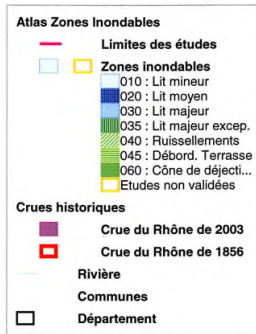 Atlas Zones Inondables
Limites des études
Zones inondables
010 : Lit mineur
020 : Lit moyen
030 : Lit majeur
035 : Lit majeur excep.
040 : Ruissellements
045 : Débord. Terrasse
060 : Cône de déjecti...
Etudes non validées
Crues historiques
Crue du Rhône de 2003
Crue du Rhône de 1856
Rivière
Communes
Département